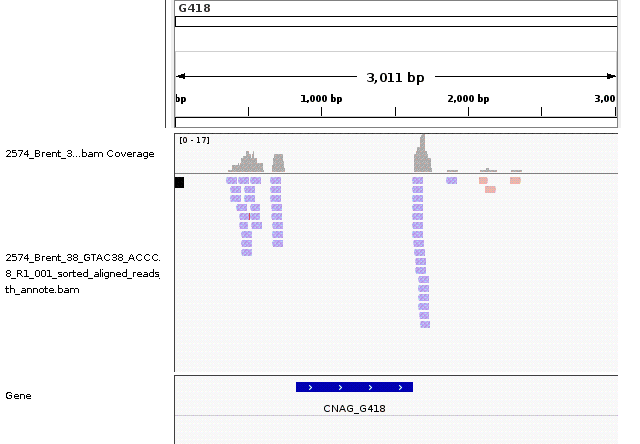 G418
3,011 bp
bp 1,000 bp 2,000 bp 3,00
[0 - 17]
2574_Brent_3...bam Coverage
2574_Brent_38_GTAC38_ACCC.
8_R1_001_sorted_aligned_reads_
th_annote.bam
Gene
CNAG_G418